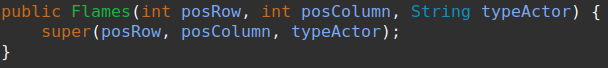 public Flames(int posRow, int posColumn, String typeActor) {
    super(posRow, posColumn, typeActor);
}